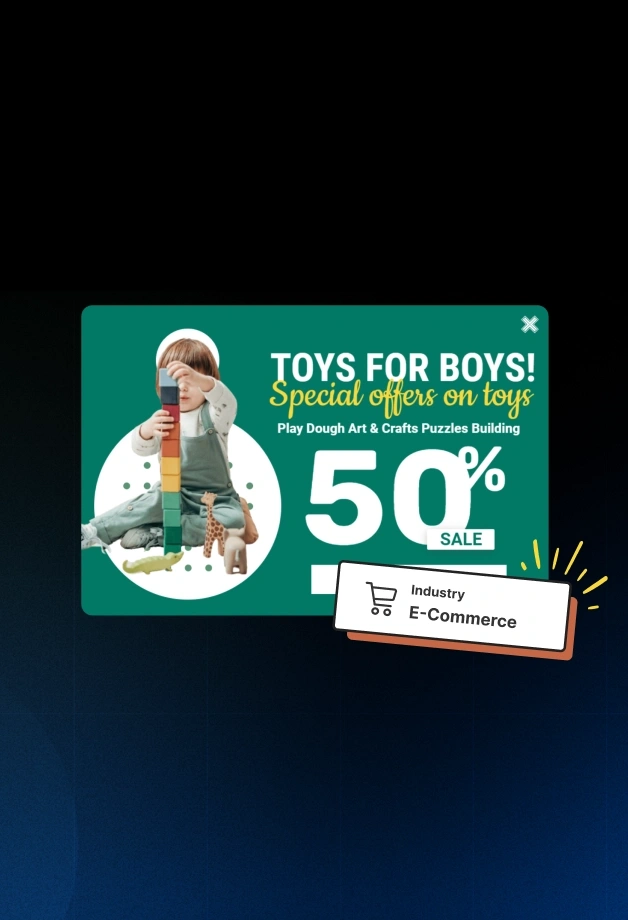 TOYS FOR BOYS!
Special offers on toys
Play Dough Art & Crafts Puzzles Building
50%
SALE
Industry
E-Commerce